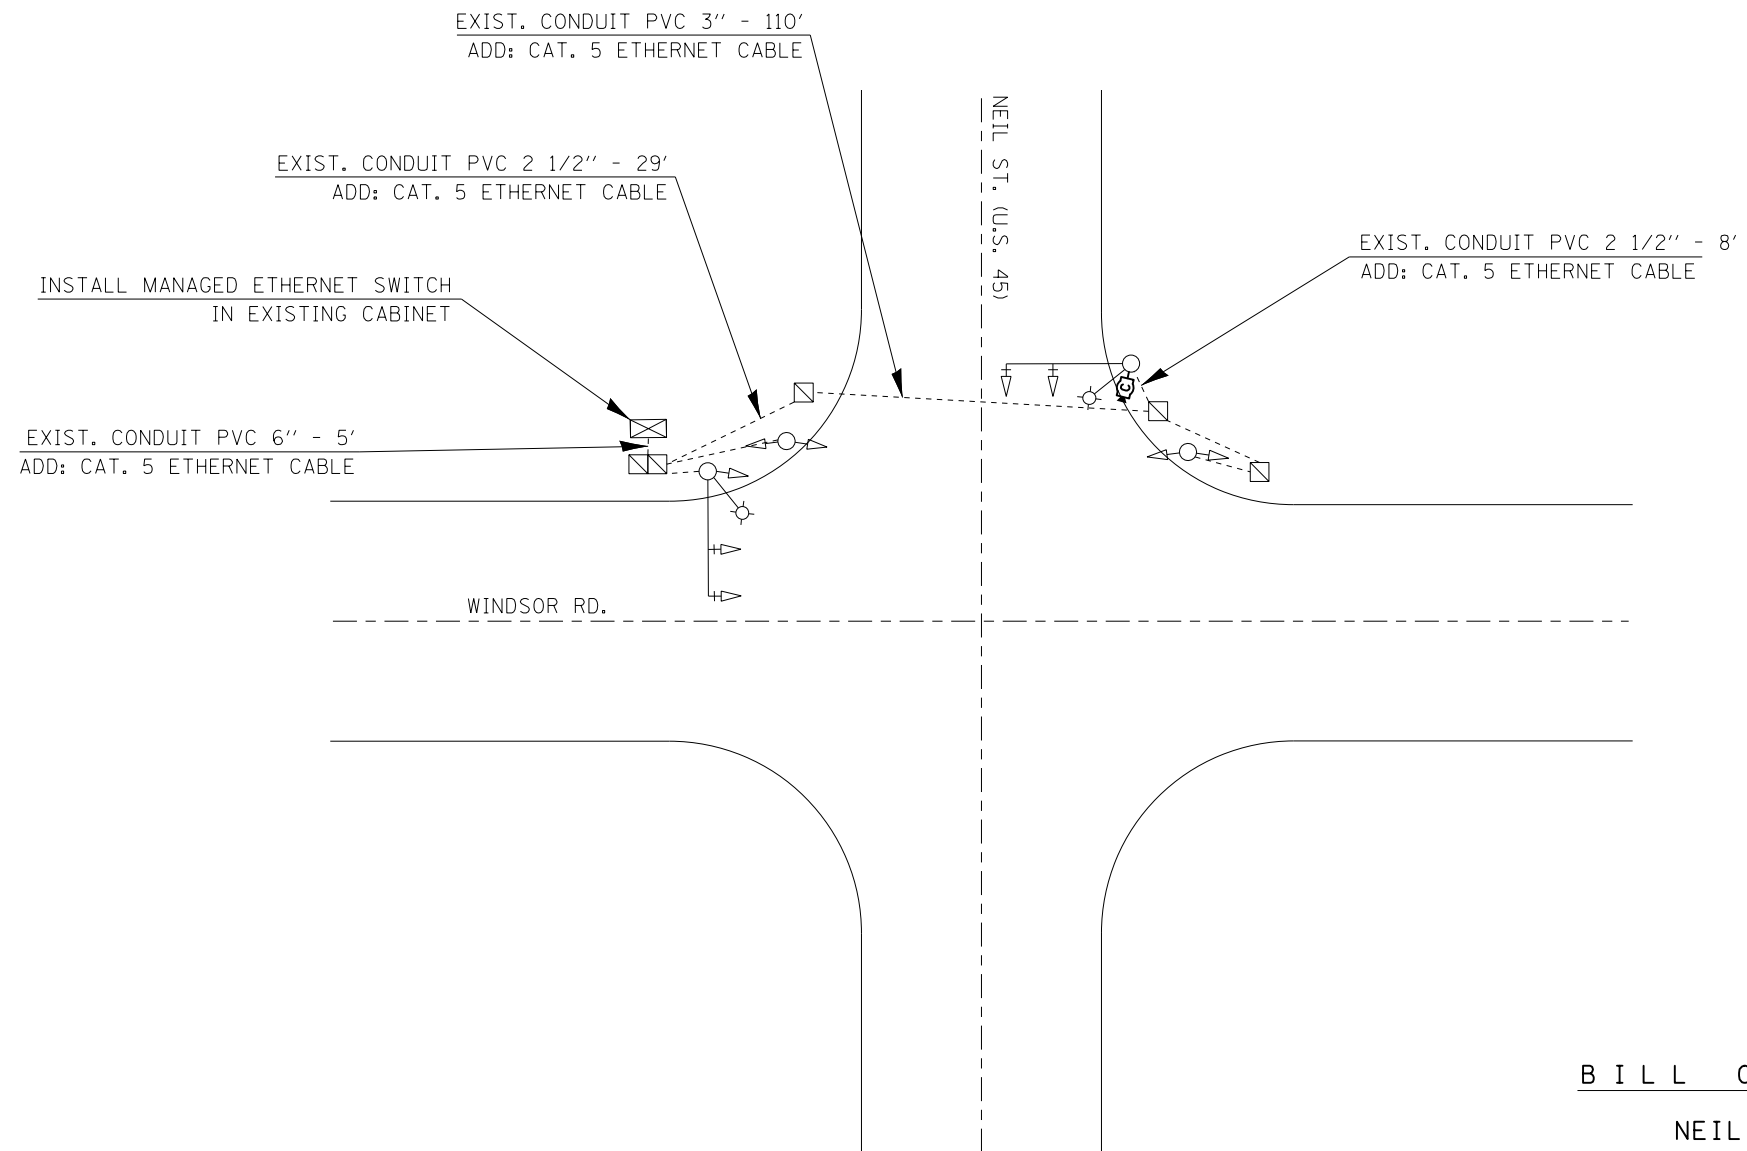 EXIST. CONDUIT PVC 3'' - 110'
ADD: CAT. 5 ETHERNET CABLE
NEIL ST. (U.S. 45)
EXIST. CONDUIT PVC 2 1/2'' - 29'
ADD: CAT. 5 ETHERNET CABLE
EXIST. CONDUIT PVC 2 1/2'' - 8'
ADD: CAT. 5 ETHERNET CABLE
INSTALL MANAGED ETHERNET SWITCH
IN EXISTING CABINET
C
EXIST. CONDUIT PVC 6'' - 5'
ADD: CAT. 5 ETHERNET CABLE
WINDSOR RD.
BILL
NEIL